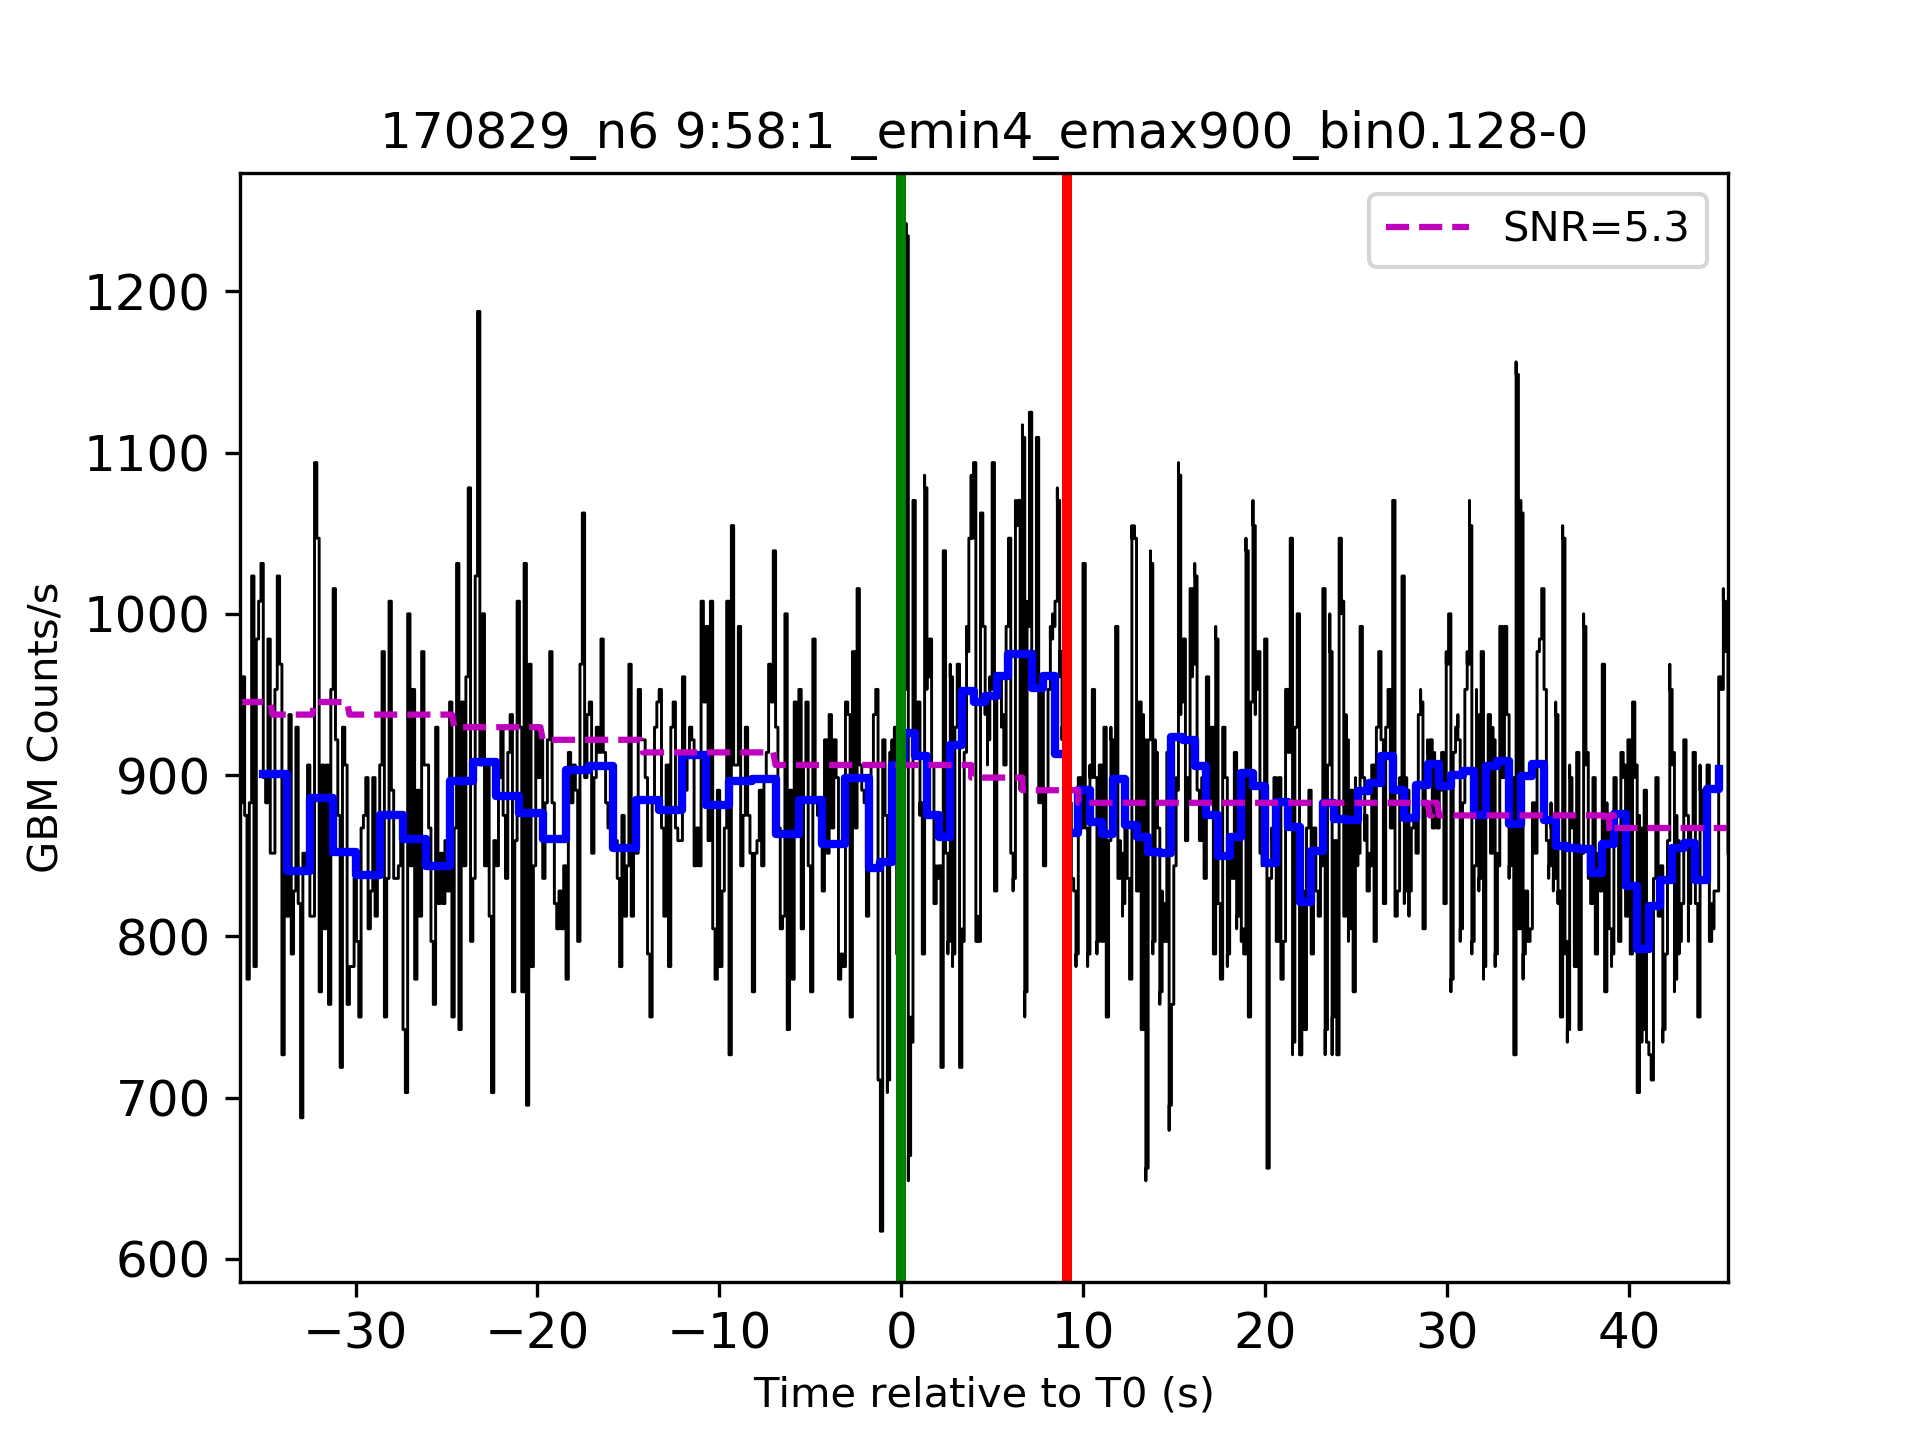 170829_n6 9:58:1 _emin4_emax900_bin0.128-0
SNR=5.3
GBM Counts/s
1200
1100
1000
900
800
700
600
−30 −20 −10 0 10 20 30 40
Time relative to T0 (s)